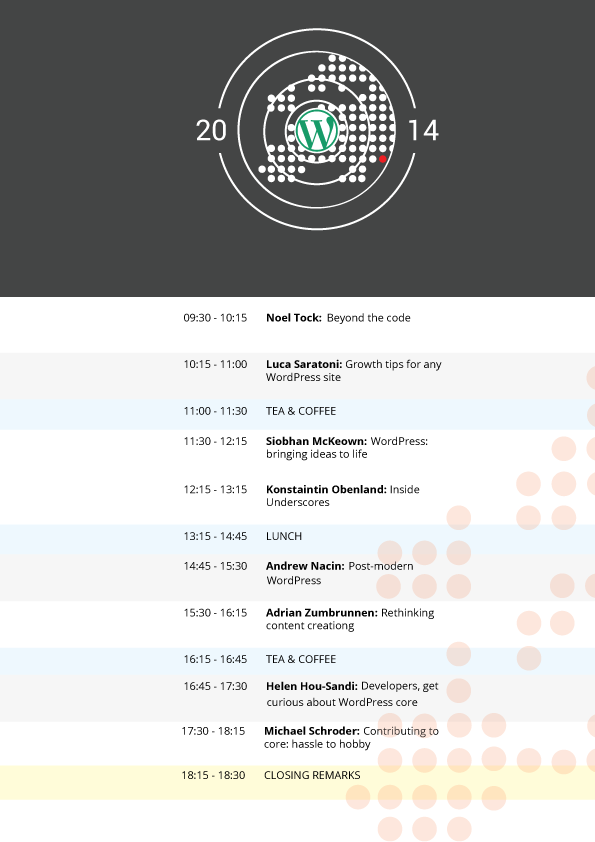 20 W 14
09:30 - 10:15 Noel Tock: Beyond the code
10:15 - 11:00 Luca Saratoni: Growth tips for any
WordPress site
11:00 - 11:30 TEA & COFFEE
11:30 - 12:15 Siobhan McKeown: WordPress:
bringing ideas to life
12:15 - 13:15 Konstaintin Obenland: Inside
Underscores
13:15 - 14:45 LUNCH
14:45 - 15:30 Andrew Nacin: Post-modern
WordPress
15:30 - 16:15 Adrian Zumbrunnen: Rethinking
content creationg
16:15 - 16:45 TEA & COFFEE
16:45 - 17:30 Helen Hou-Sandi: Developers, get
curious about WordPress core
17:30 - 18:15 Michael Schroder: Contributing to
core: hassle to hobby
18:15 - 18:30 CLOSING REMARKS